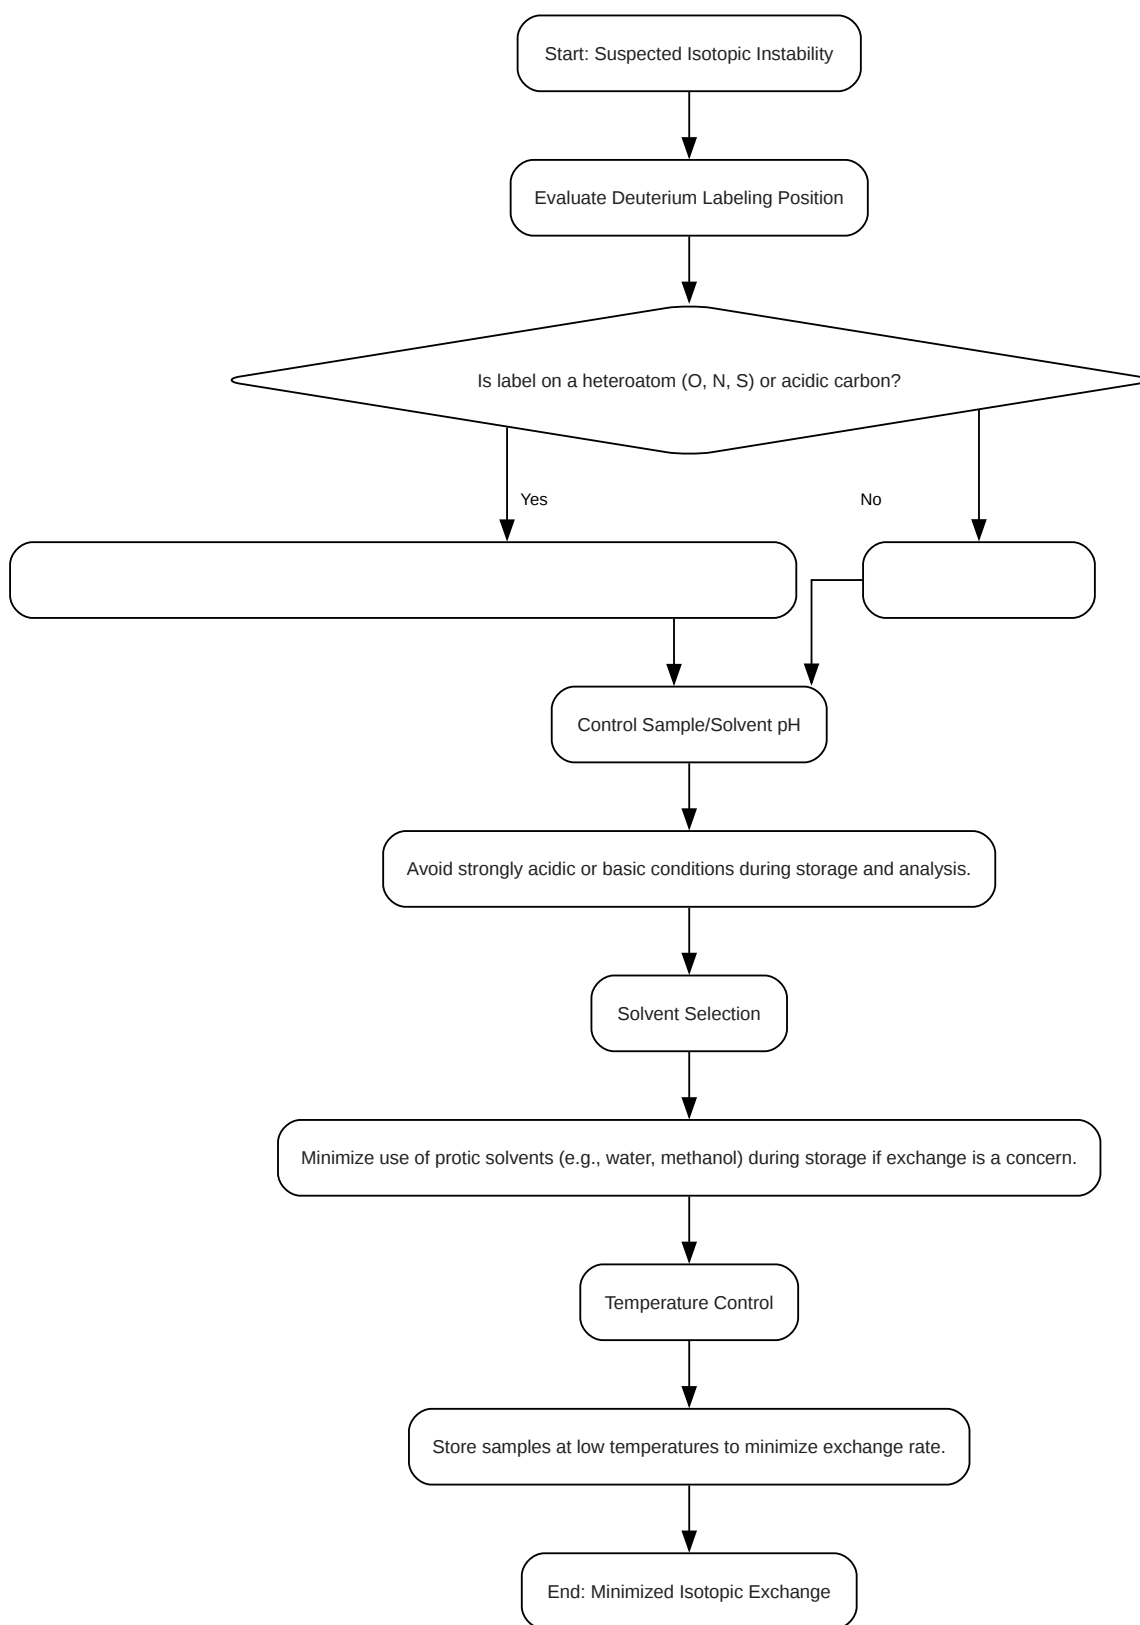 Start: Suspected Isotopic Instability
Evaluate Deuterium Labeling Position
Is label on a heteroatom (O, N, S) or acidic carbon?
Yes
No
Control Sample/Solvent pH
Avoid strongly acidic or basic conditions during storage and analysis.
Solvent Selection
Minimize use of protic solvents (e.g., water, methanol) during storage if exchange is a concern.
Temperature Control
Store samples at low temperatures to minimize exchange rate.
End: Minimized Isotopic Exchange